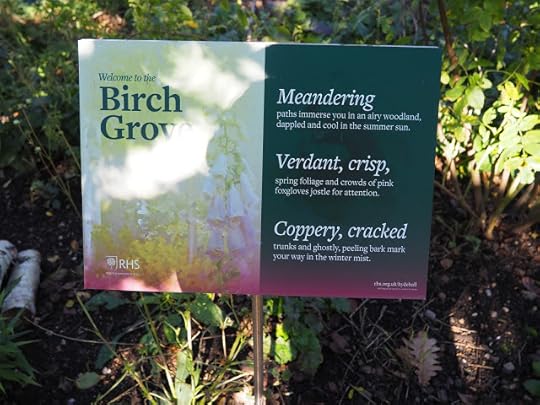 Welcome to the
Birch
Grove
RHS
Meandering
paths immerse you in an airy woodland,
dappled and cool in the summer sun.
Verdant, crisp,
spring foliage and crowds of pink
foxgloves jostle for attention.
Coppery, cracked
trunks and ghostly, peeling bark mark
your way in the winter mist.
rhs.org.uk/hydehall